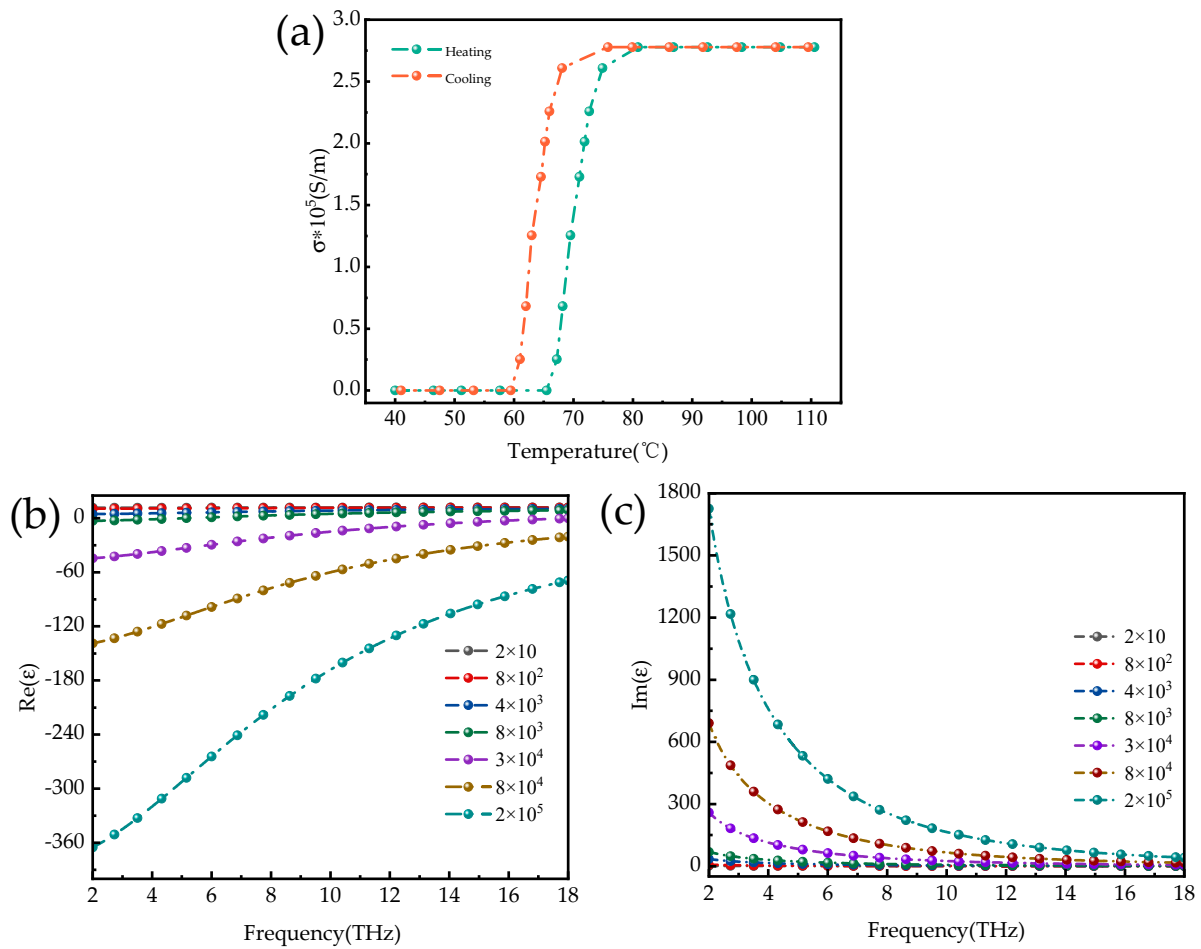 (a)
3.0
2.5
2.0
1.5
1.0
0.5
0.0
σ*10⁵(S/m)
Heating
Cooling
40 50 60 70 80 90 100 110
Temperature(℃)
(b)
0
-60
-120
-180
-240
-300
-360
Re(ε)
2×10
8×10²
4×10³
8×10³
3×10⁴
8×10⁴
2×10⁵
2 4 6 8 10 12 14 16 18
Frequency(THz)
(c)
1800
1500
1200
900
600
300
0
Im(ε)
2×10
8×10²
4×10³
8×10³
3×10⁴
8×10⁴
2×10⁵
2 4 6 8 10 12 14 16 18
Frequency(THz)